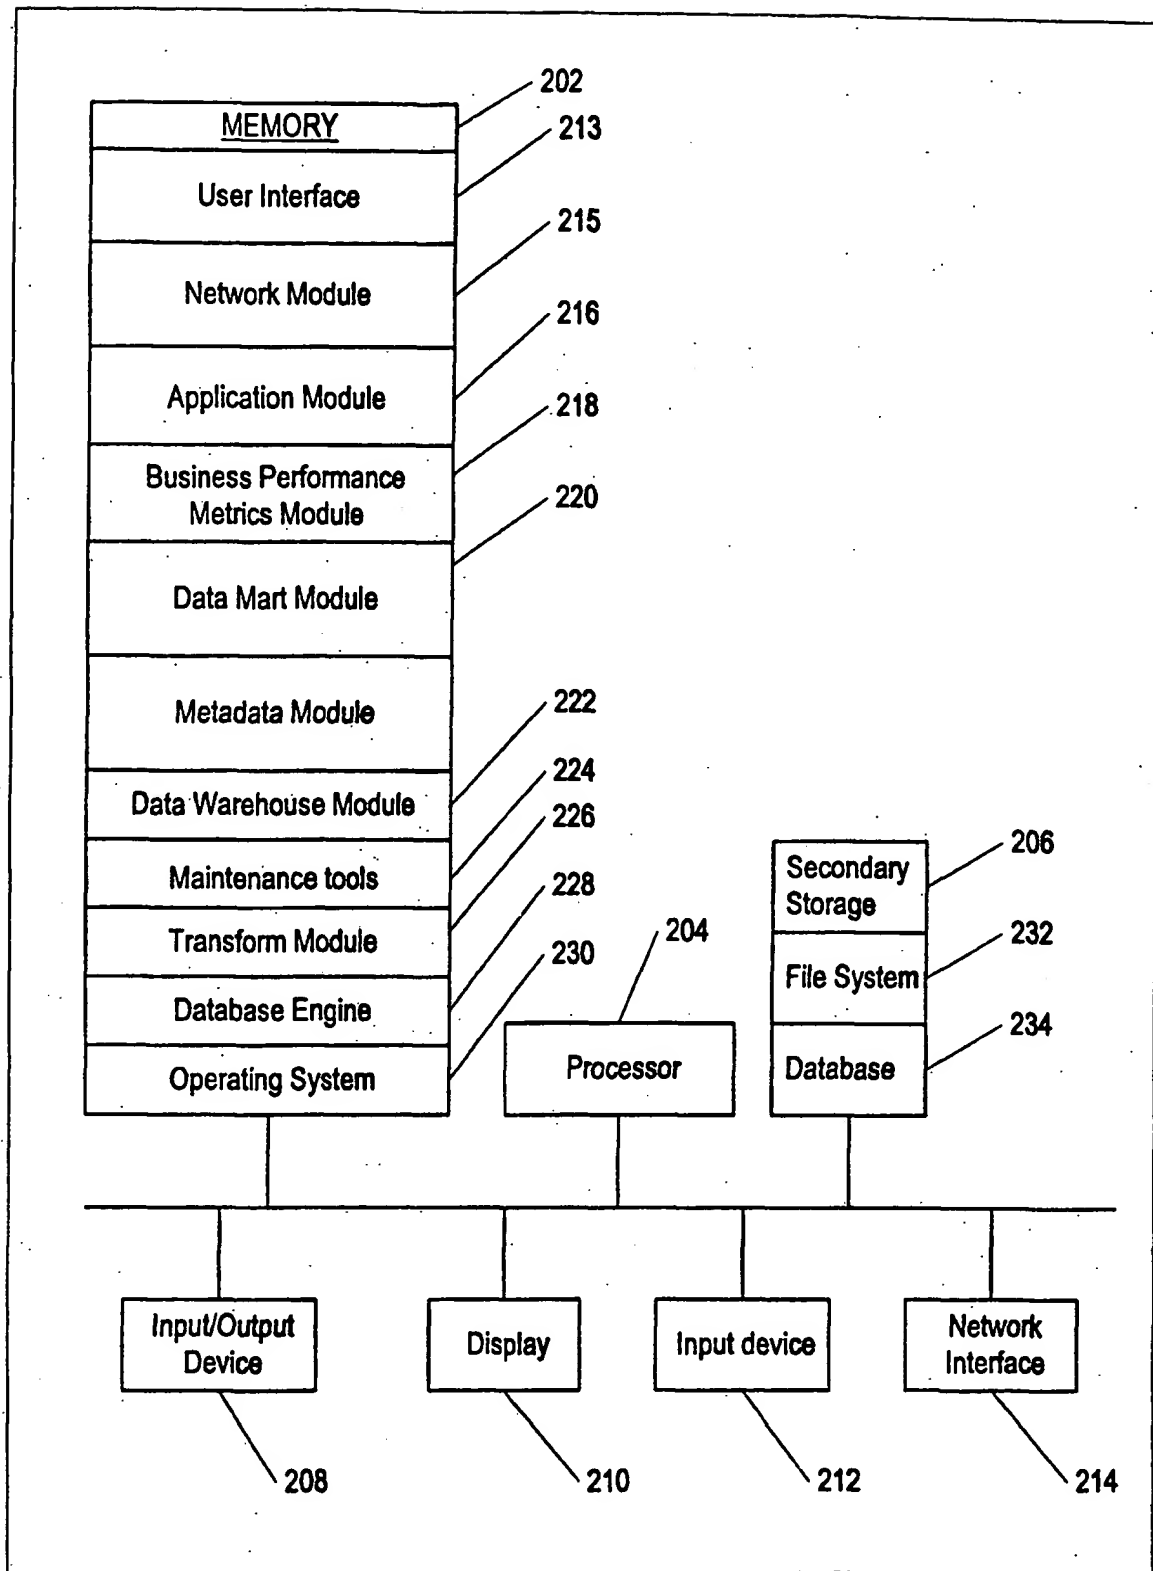 202
MEMORY
213
User Interface
215
Network Module
216
Application Module
218
Business Performance
Metrics Module
220
Data Mart Module
Metadata Module
222
Data Warehouse Module
224
Maintenance tools
226
Transform Module
228
Database Engine
230
Operating System
204
Processor
206
Secondary
Storage
232
File System
234
Database
Input/Output
Device
Display
Input device
Network
Interface
208
210
212
214